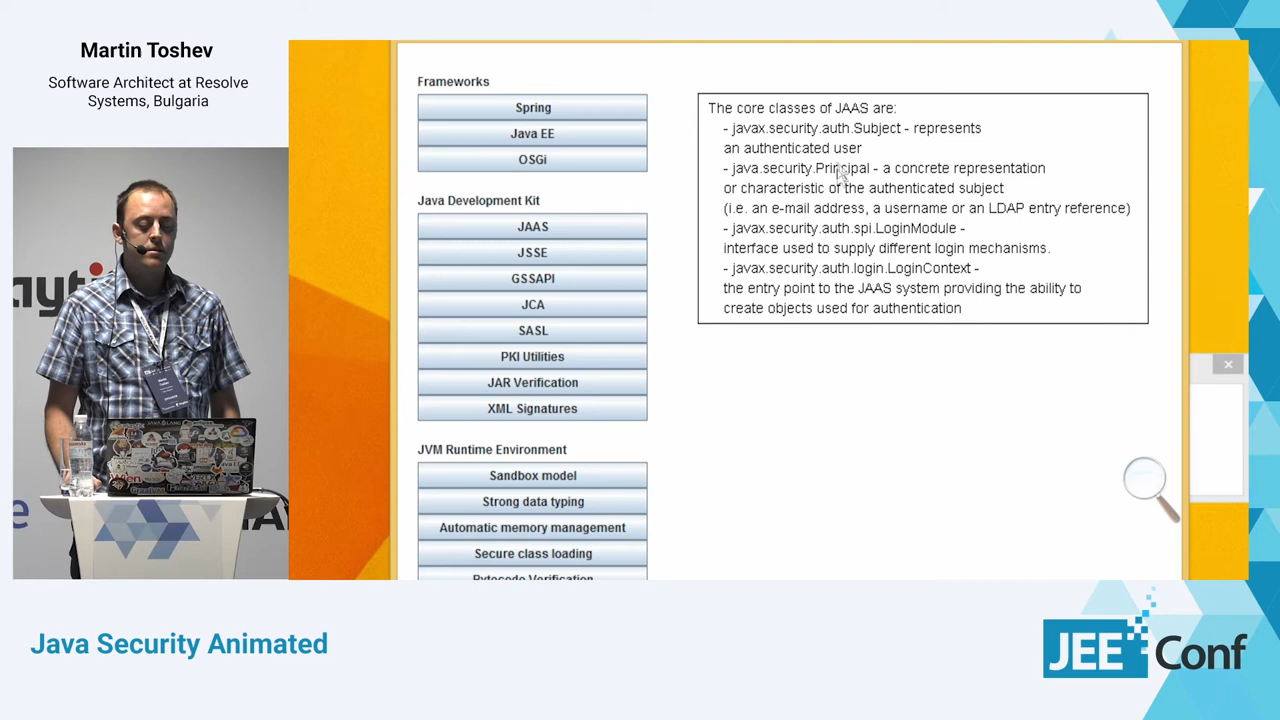 Martin Toshev
Software Architect at Resolve
Systems, Bulgaria
Frameworks
Spring
Java EE
OSGi
Java Development Kit
JAAS
JSSE
GSSAPI
JCA
SASL
PKI Utilities
JAR Verification
XML Signatures
JVM Runtime Environment
Sandbox model
Strong data typing
Automatic memory management
Secure class loading
Bytecode Verification
The core classes of JAAS are:
- javax.security.auth.Subject - represents
an authenticated user
- java.security.Principal - a concrete representation
or characteristic of the authenticated subject
(i.e. an e-mail address, a username or an LDAP entry reference)
- javax.security.auth.spi.LoginModule -
interface used to supply different login mechanisms.
- javax.security.auth.login.LoginContext -
the entry point to the JAAS system providing the ability to
create objects used for authentication
JAVA LANG
Java Security Animated
JEE Conf